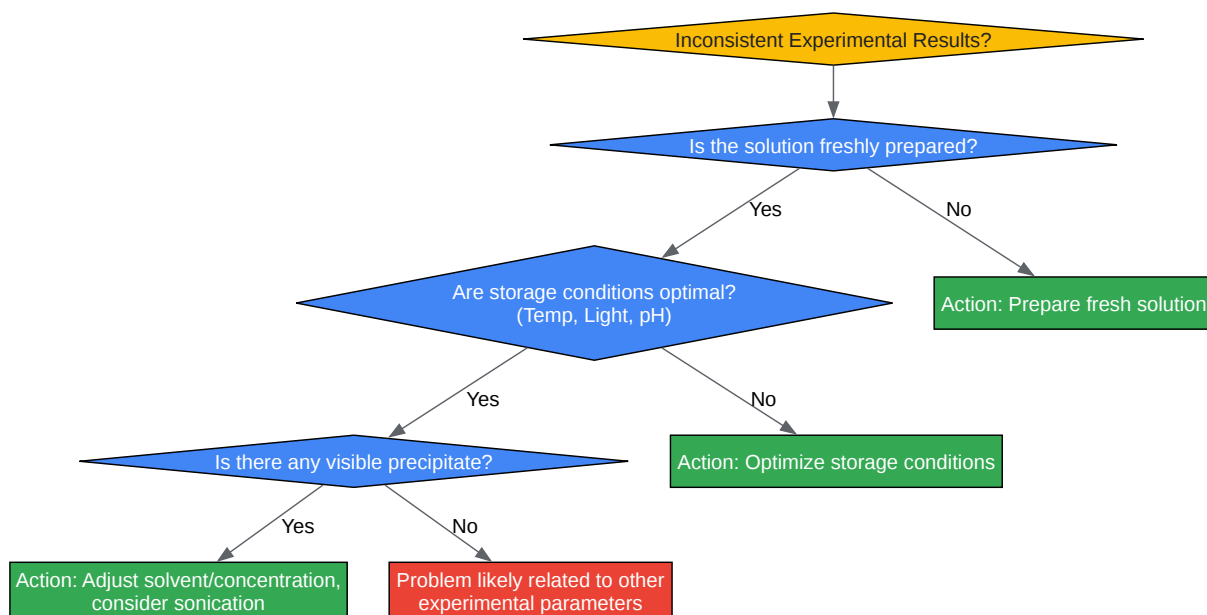 Inconsistent Experimental Results?
Is the solution freshly prepared?
Yes
No
Are storage conditions optimal?
(Temp, Light, pH)
Action: Prepare fresh solution
Yes
No
Is there any visible precipitate?
Action: Optimize storage conditions
Yes
No
Action: Adjust solvent/concentration,
consider sonication
Problem likely related to other
experimental parameters